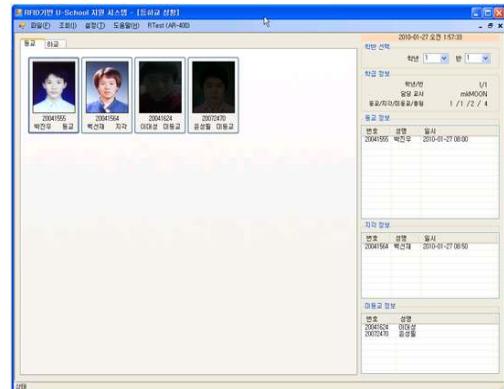 RFID기반 U-School 지원 시스템 - [등하교 상황]
파일(F) 조회(I) 설정(T) 도움말(H) RTest (AR-400)
2010-01-27 오전 1:57:33
등교 하교
학반 선택
학년 1 반 1
학급 정보
학년/반 1/1
담당 교사 mkMOON
등교/지각/미등교/총원 1 / 1 / 2 / 4
20041555
박진우 등교
20041564
백선재 지각
20041624
이대성 미등교
20072470
윤성필 미등교
등교 정보
번호 성명 일시
20041555 박진우 2010-01-27 08:00
지각 정보
번호 성명 일시
20041564 백선재 2010-01-27 08:50
미등교 정보
번호 성명
20041624 이대성
20072470 윤성필
상태